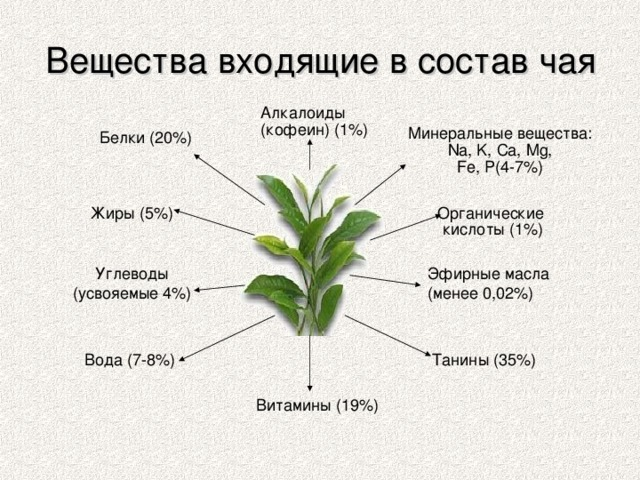 Вещества входящие в состав чая
Алкалоиды
(кофеин) (1%)
Белки (20%)
Минеральные вещества:
Na, K, Ca, Mg,
Fe, P(4-7%)
Жиры (5%)
Органические
кислоты (1%)
Углеводы
(усвояемые 4%)
Эфирные масла
(менее 0,02%)
Вода (7-8%)
Танины (35%)
Витамины (19%)